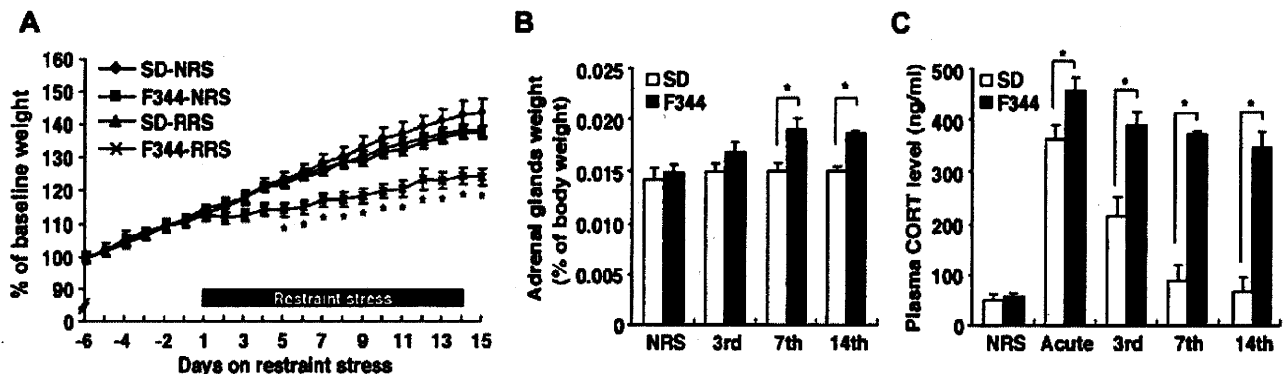 A
% of baseline weight
160
150
140
130
120
110
100
90
80
0
SD-NRS
F344-NRS
SD-RRS
F344-RRS
* * * * * * * * * * *
Restraint stress
-6 -4 -2 1 3 5 7 9 11 13 15
Days on restraint stress
B
Adrenal glands weight
(% of body weight)
0.025
0.020
0.015
0.010
0.005
0.000
SD
F344
* *
NRS 3rd 7th 14th
C
Plasma CORT level (ng/ml)
500
400
300
200
100
0
SD
F344
* * * *
NRS Acute 3rd 7th 14th